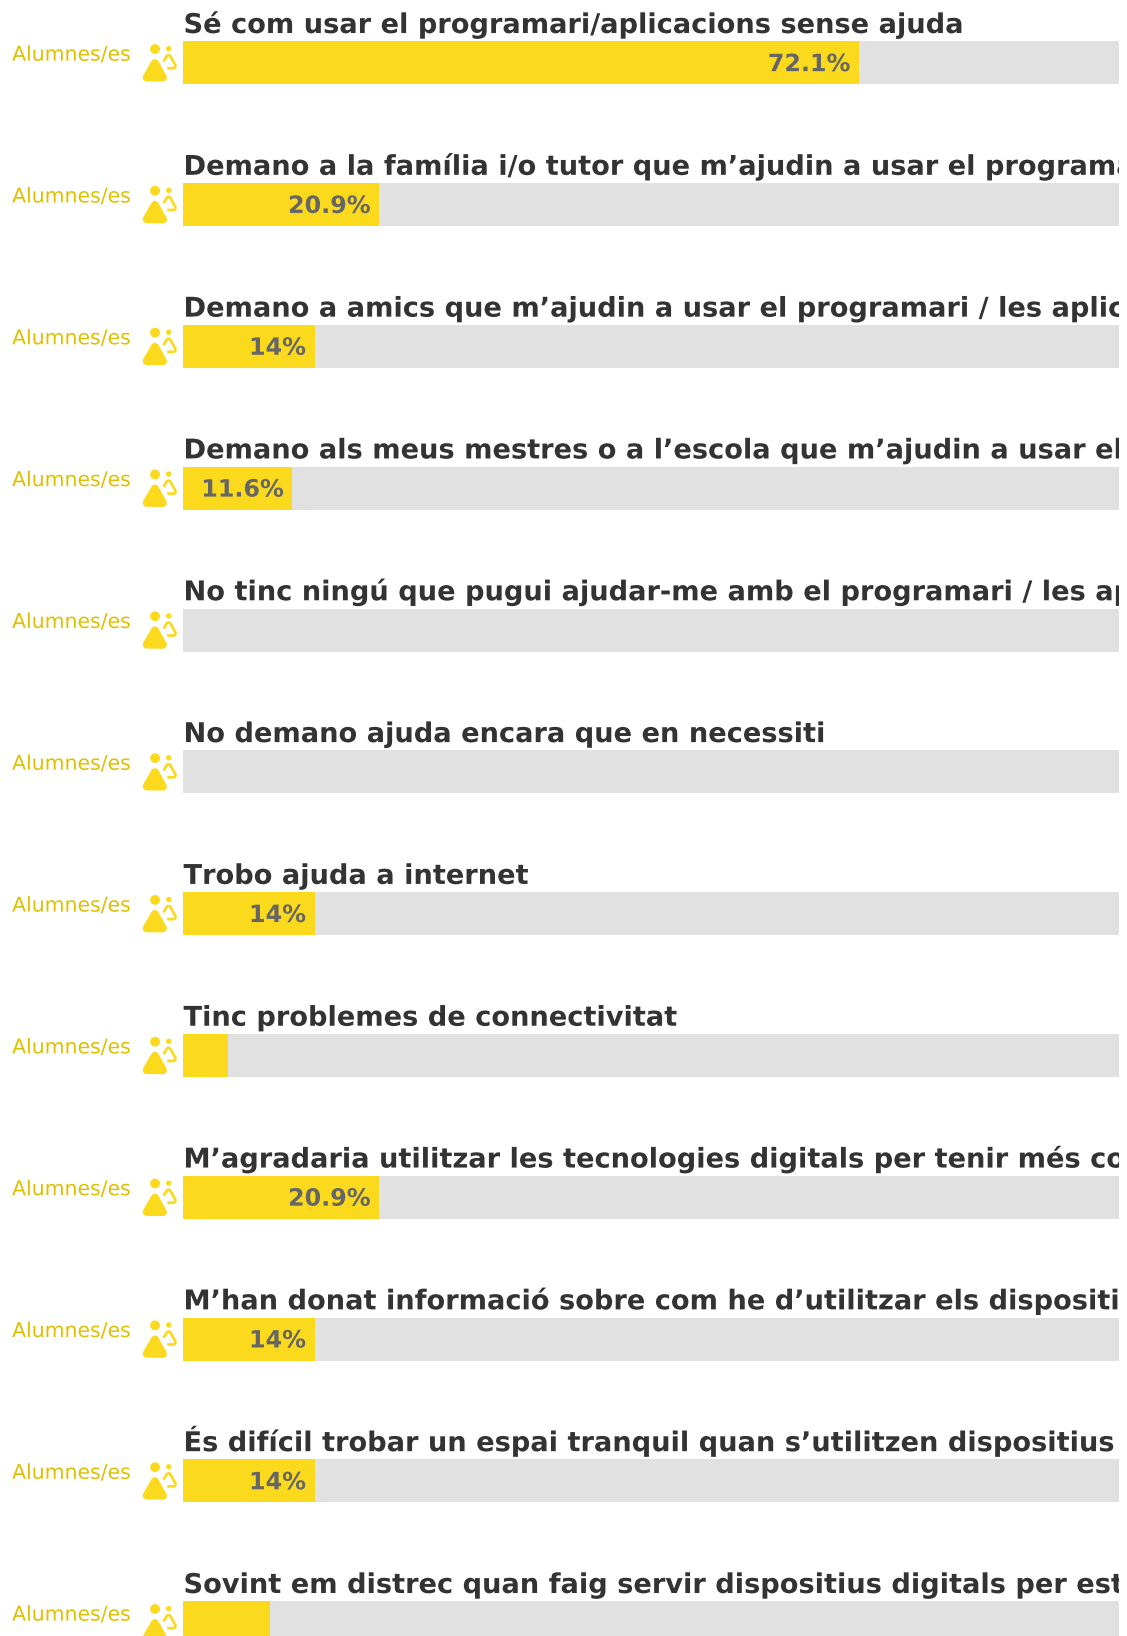 Sé com usar el programari/aplicacions sense ajuda
Alumnes/es
72.1%
Demano a la família i/o tutor que m’ajudin a usar el programa
Alumnes/es
20.9%
Demano a amics que m’ajudin a usar el programari / les aplic
Alumnes/es
14%
Demano als meus mestres o a l’escola que m’ajudin a usar el
Alumnes/es
11.6%
No tinc ningú que pugui ajudar-me amb el programari / les ap
Alumnes/es
No demano ajuda encara que en necessiti
Alumnes/es
Trobo ajuda a internet
Alumnes/es
14%
Tinc problemes de connectivitat
Alumnes/es
M’agradaria utilitzar les tecnologies digitals per tenir més co
Alumnes/es
20.9%
M’han donat informació sobre com he d’utilitzar els dispositi
Alumnes/es
14%
És difícil trobar un espai tranquil quan s’utilitzen dispositius
Alumnes/es
14%
Sovint em distrec quan faig servir dispositius digitals per est
Alumnes/es